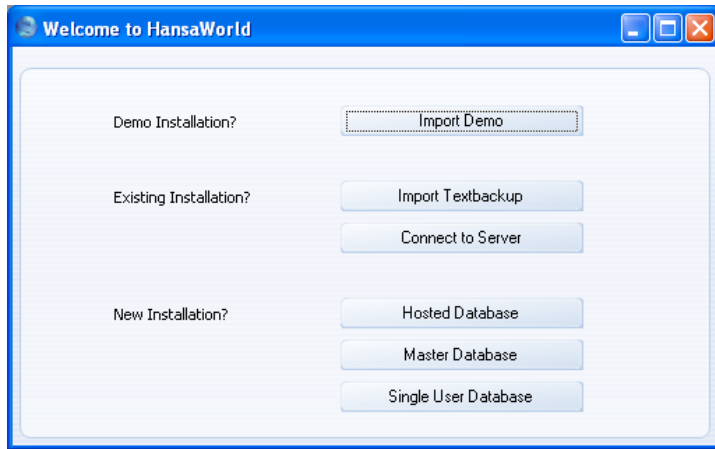 Welcome to HansaWorld
Demo Installation? Import Demo
Existing Installation? Import Textbackup
Connect to Server
New Installation? Hosted Database
Master Database
Single User Database